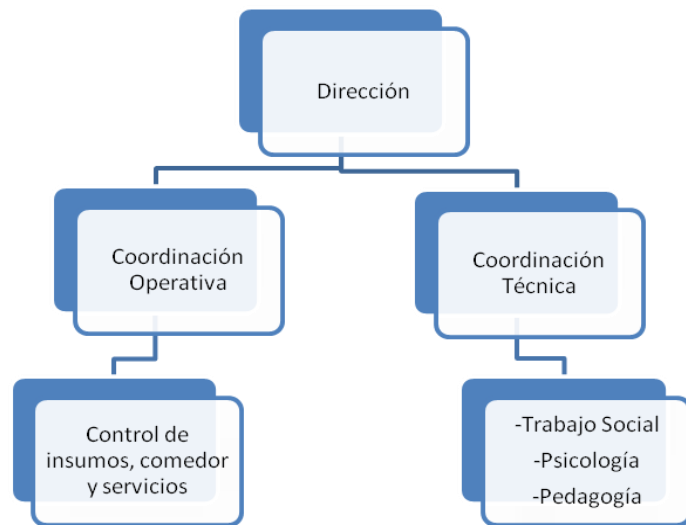 Dirección
Coordinación
Operativa
Coordinación
Técnica
Control de
insumos, comedor
y servicios
-Trabajo Social
-Psicología
-Pedagogía